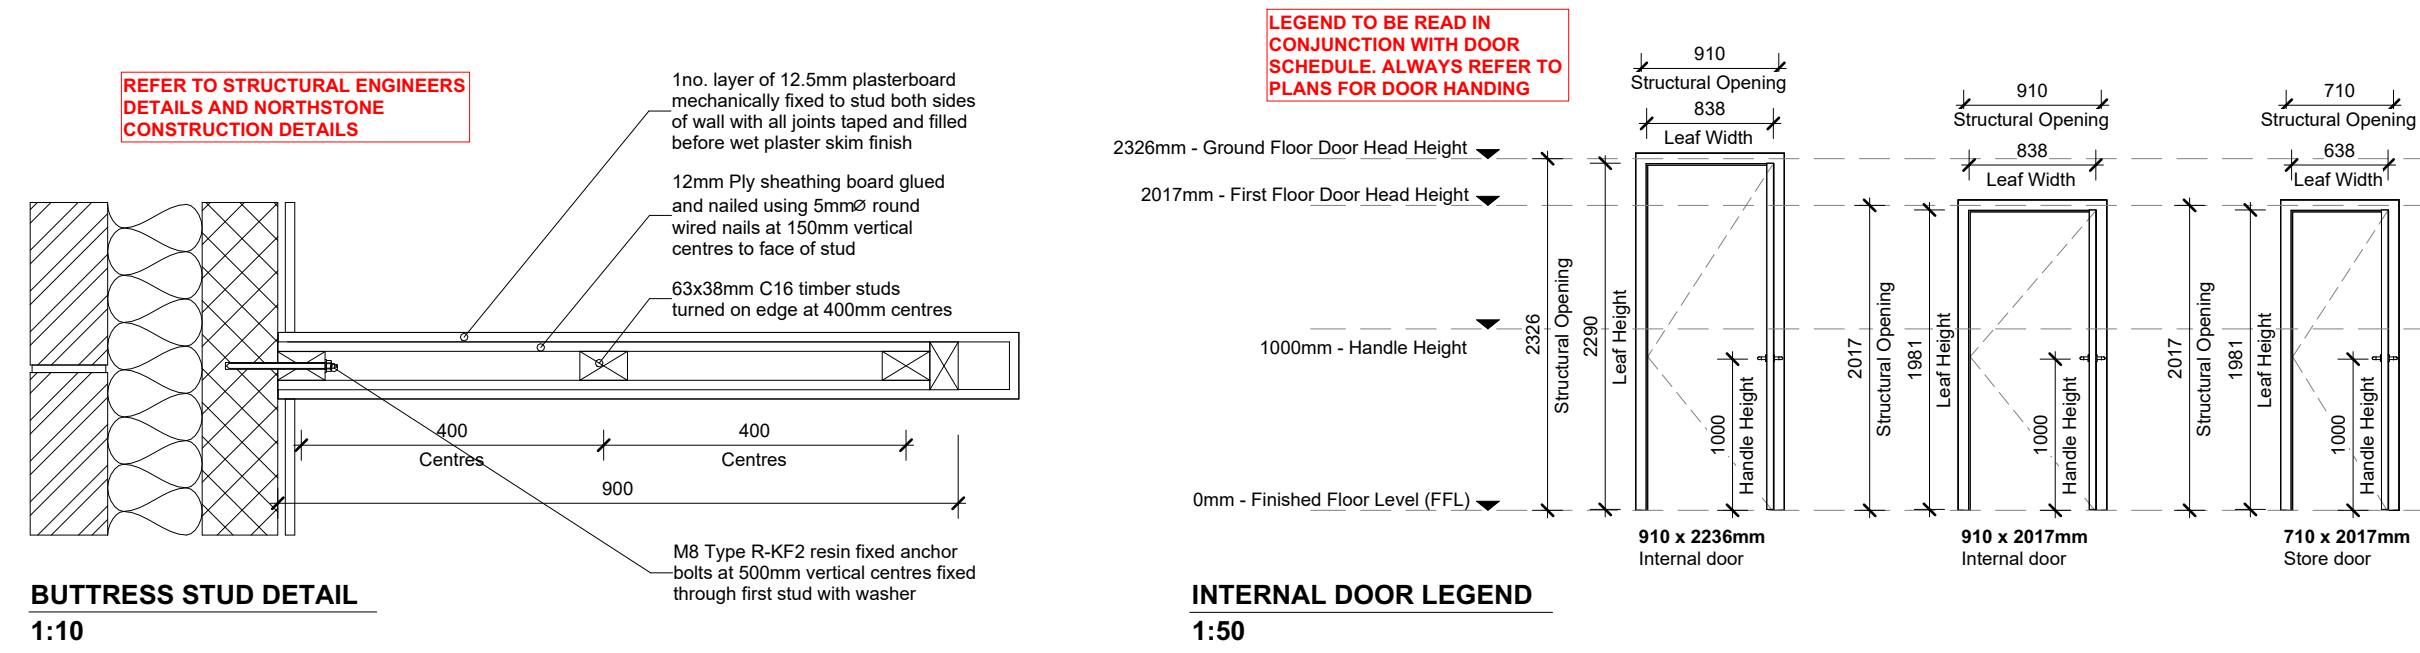 REFER TO STRUCTURAL ENGINEERS
DETAILS AND NORTHSTONE
CONSTRUCTION DETAILS
1no. layer of 12.5mm plasterboard
mechanically fixed to stud both sides
of wall with all joints taped and filled
before wet plaster skim finish
12mm Ply sheathing board glued
and nailed using 5mmØ round
wired nails at 150mm vertical
centres to face of stud
63x38mm C16 timber studs
turned on edge at 400mm centres
400
Centres
400
Centres
900
M8 Type R-KF2 resin fixed anchor
bolts at 500mm vertical centres fixed
through first stud with washer
BUTTRESS STUD DETAIL
1:10
LEGEND TO BE READ IN
CONJUNCTION WITH DOOR
SCHEDULE. ALWAYS REFER TO
PLANS FOR DOOR HANDING
2326mm - Ground Floor Door Head Height
2017mm - First Floor Door Head Height
1000mm - Handle Height
0mm - Finished Floor Level (FFL)
910
Structural Opening
838
Leaf Width
2326
Structural Opening
2290
Leaf Height
1000
Handle Height
910 x 2236mm
Internal door
910
Structural Opening
838
Leaf Width
2017
Structural Opening
1981
Leaf Height
1000
Handle Height
910 x 2017mm
Internal door
710
Structural Opening
638
Leaf Width
2017
Structural Opening
1981
Leaf Height
1000
Handle Height
710 x 2017mm
Store door
INTERNAL DOOR LEGEND
1:50